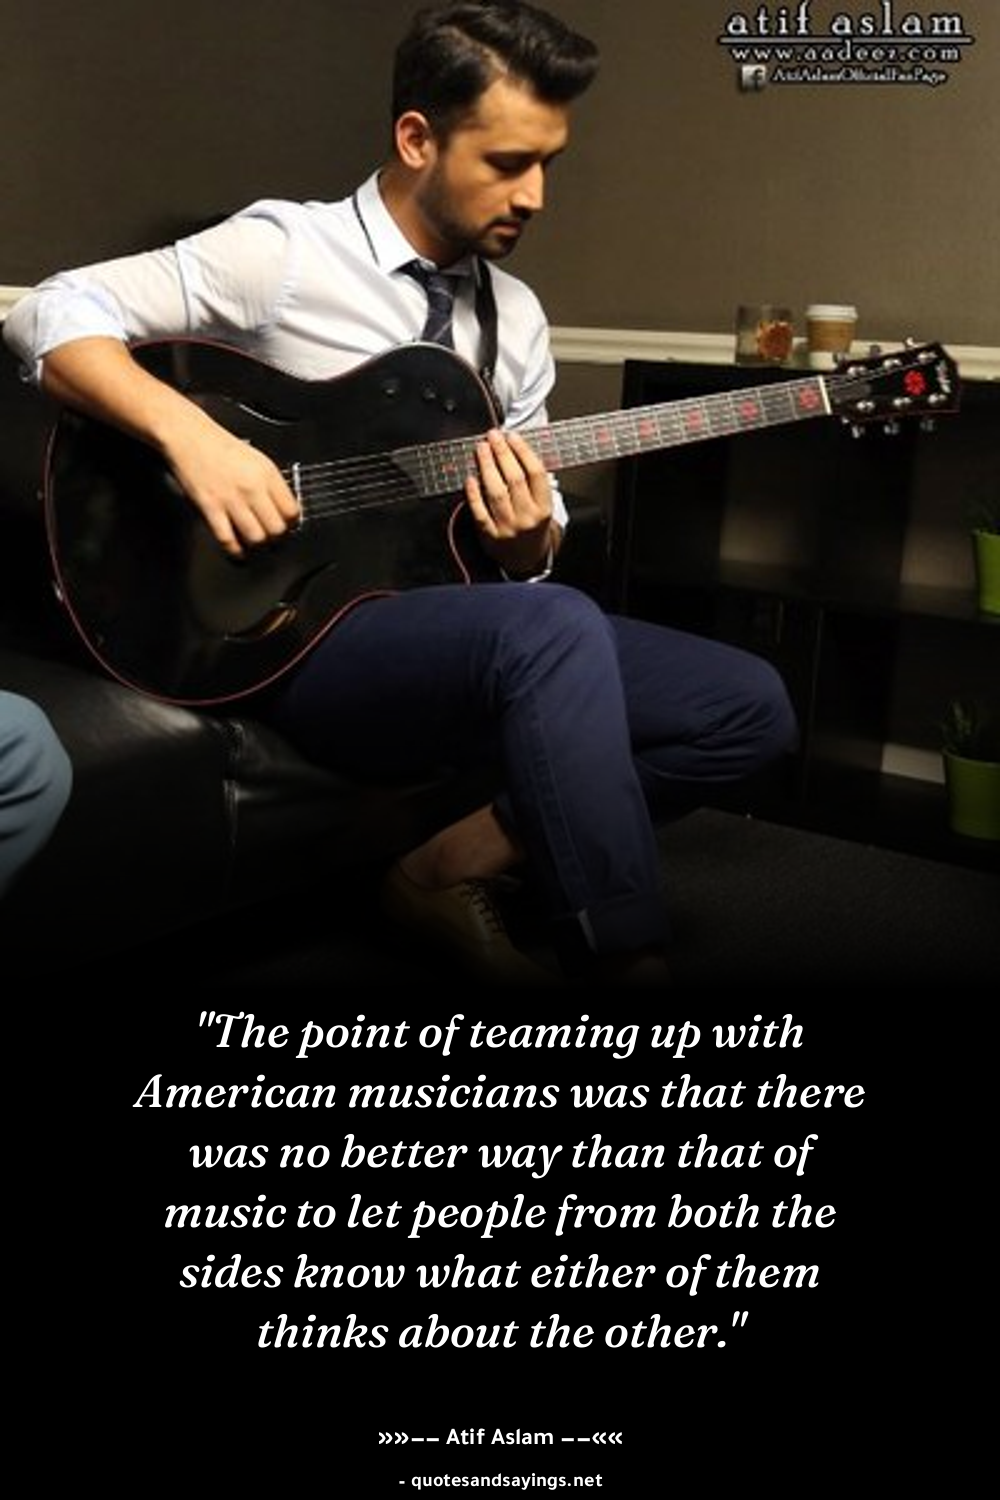 atif aslam
www.aadeez.com
AtifAslamOfficialFanPage
"The point of teaming up with
American musicians was that there
was no better way than that of
music to let people from both the
sides know what either of them
thinks about the other."
»»−− Atif Aslam −−««
- quotesandsayings.net